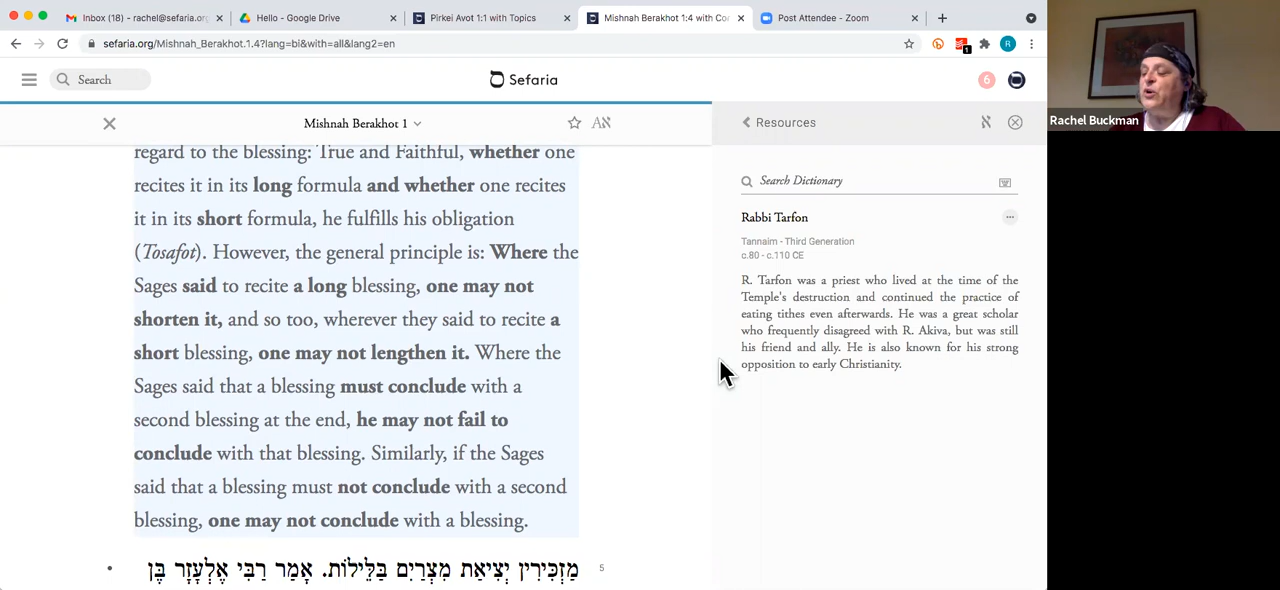 Inbox (18) - rachel@sefaria.or
Hello - Google Drive
Pirkei Avot 1:1 with Topics
Mishnah Berakhot 1:4 with Co
Post Attendee - Zoom
sefaria.org/Mishnah_Berakhot.1.4?lang=bi&with=all&lang2=en
1
R
Search
Sefaria
6
Mishnah Berakhot 1
Aא
regard to the blessing: True and Faithful, whether one
recites it in its long formula and whether one recites
it in its short formula, he fulfills his obligation
(Tosafot). However, the general principle is: Where the
Sages said to recite a long blessing, one may not
shorten it, and so too, wherever they said to recite a
short blessing, one may not lengthen it. Where the
Sages said that a blessing must conclude with a
second blessing at the end, he may not fail to
conclude with that blessing. Similarly, if the Sages
said that a blessing must not conclude with a second
blessing, one may not conclude with a blessing.
מַזְכִּירִין יְצִיאַת מִצְרַיִם בַּלֵּילוֹת. אָמַר רַבִּי אֶלְעָזָר בֶּן
5
Resources
א
Search Dictionary
Rabbi Tarfon
Tannaim - Third Generation
c.80 - c.110 CE
R. Tarfon was a priest who lived at the time of the
Temple's destruction and continued the practice of
eating tithes even afterwards. He was a great scholar
who frequently disagreed with R. Akiva, but was still
his friend and ally. He is also known for his strong
opposition to early Christianity.
Rachel Buckman